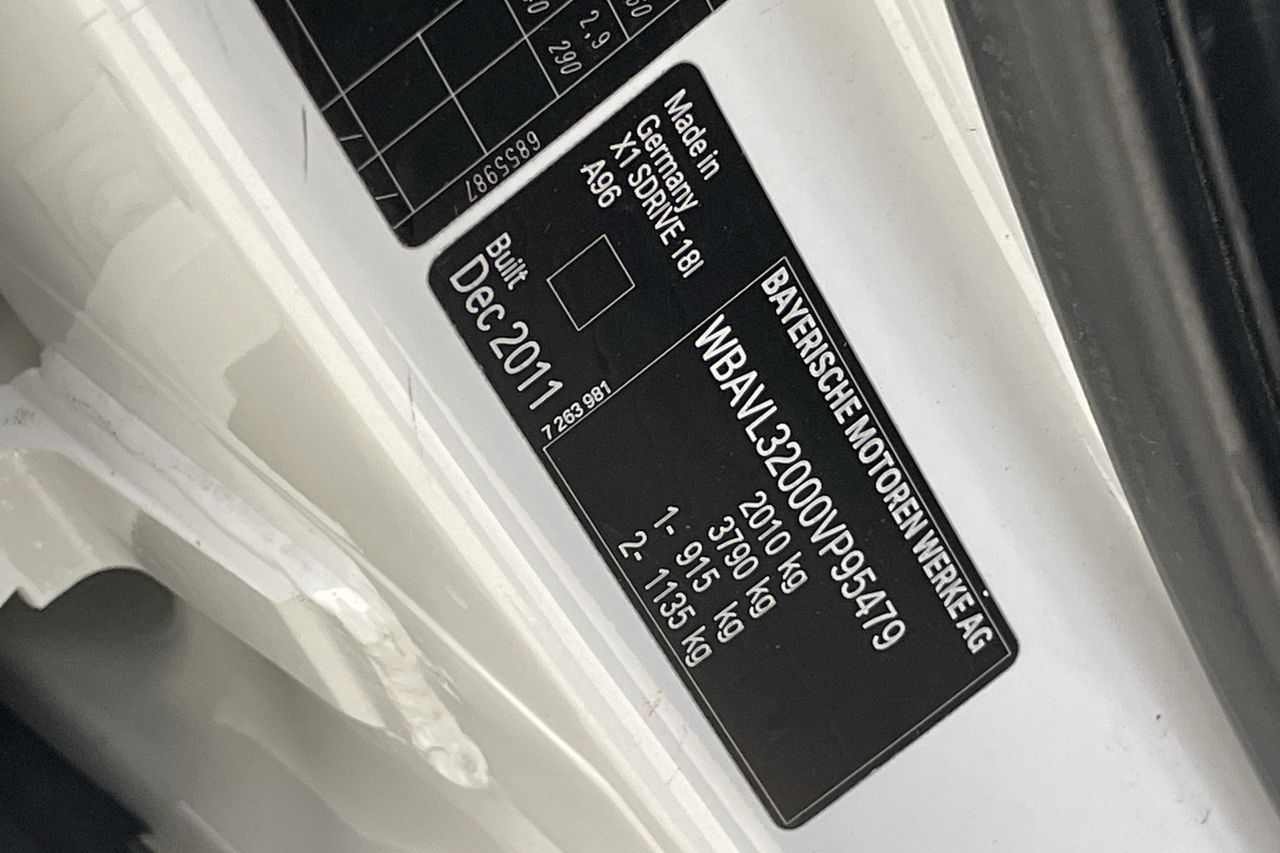 2,9
290
6855987
Made in
Germany
X1 SDRIVE 18I
A96
Built
Dec 2011
7 263 981
BAYERISCHE MOTOREN WERKE AG
WBAVL32000VP95479
2010 kg
3790 kg
1- 915 kg
2- 1135 kg